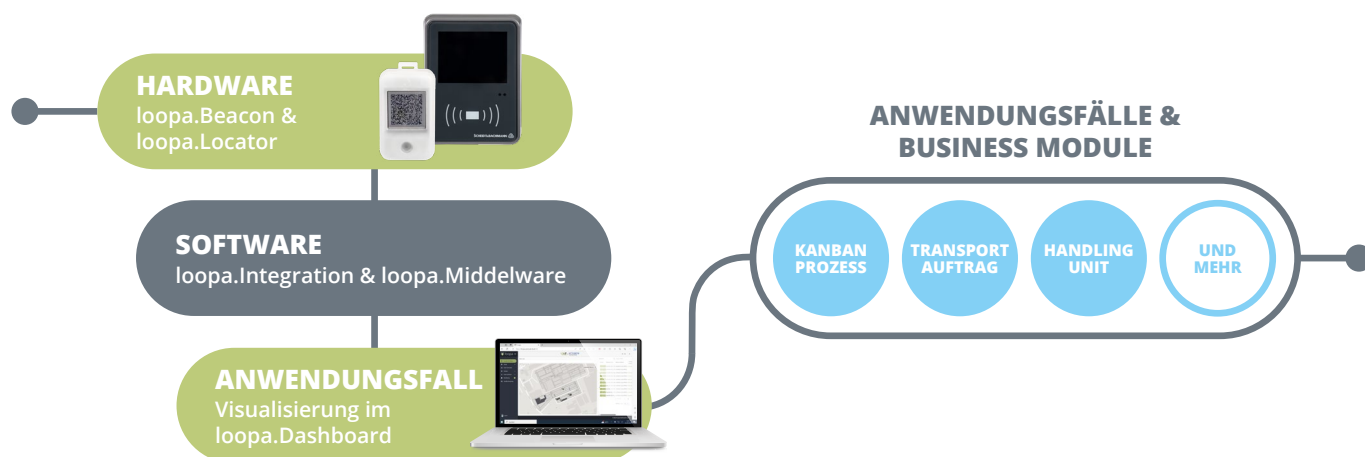 HARDWARE
loopa.Beacon &
loopa.Locator
SOFTWARE
loopa.Integration & loopa.Middelware
ANWENDUNGSFALL
Visualisierung im
loopa.Dashboard
ANWENDUNGSFÄLLE &
BUSINESS MODULE
KANBAN
PROZESS
TRANSPORT
AUFTRAG
HANDLING
UNIT
UND
MEHR